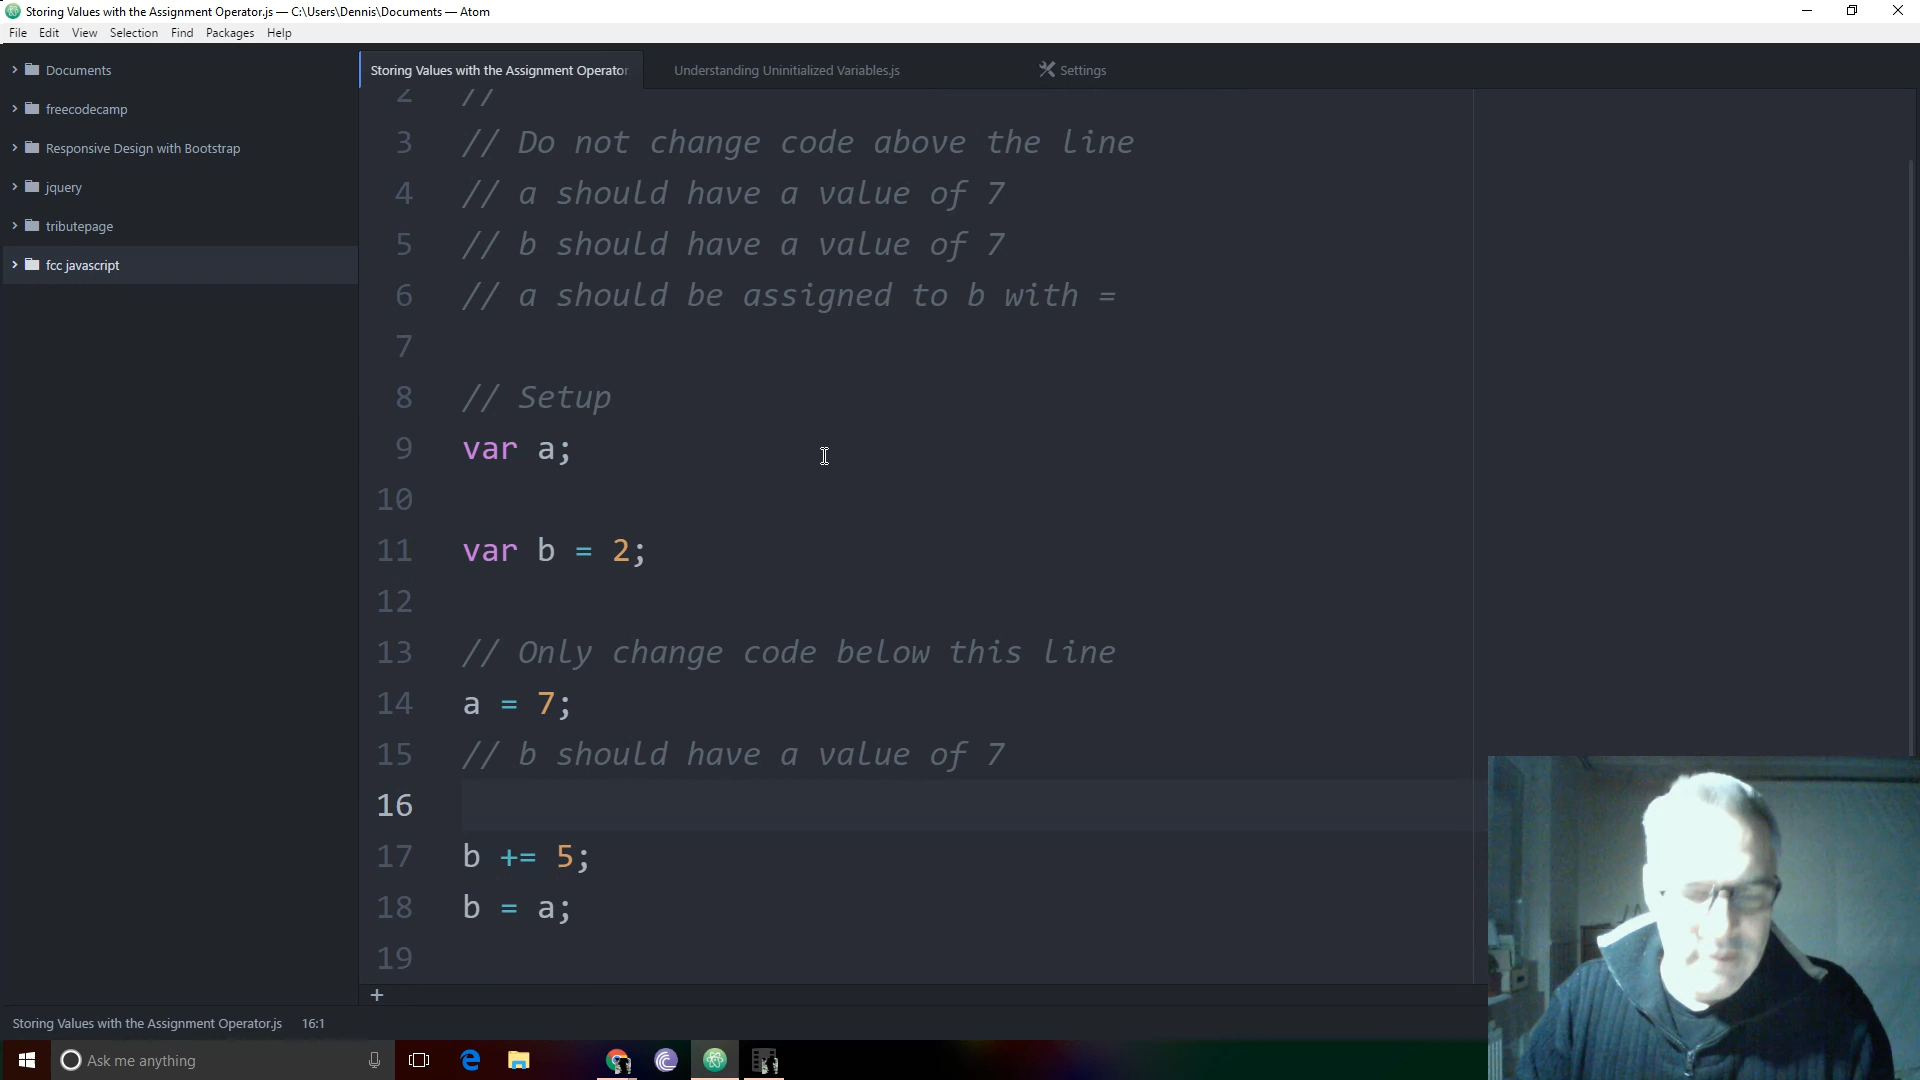 Storing Values with the Assignment Operator.js — C:\Users\Dennis\Documents — Atom
File Edit View Selection Find Packages Help
Documents
freecodecamp
Responsive Design with Bootstrap
jquery
tributepage
fcc javascript
Storing Values with the Assignment Operator
Understanding Uninitialized Variables.js
Settings
2 //
3 // Do not change code above the line
4 // a should have a value of 7
5 // b should have a value of 7
6 // a should be assigned to b with =
7
8 // Setup
9 var a;
10
11 var b = 2;
12
13 // Only change code below this line
14 a = 7;
15 // b should have a value of 7
16
17 b += 5;
18 b = a;
19
+
Storing Values with the Assignment Operator.js 16:1
Ask me anything